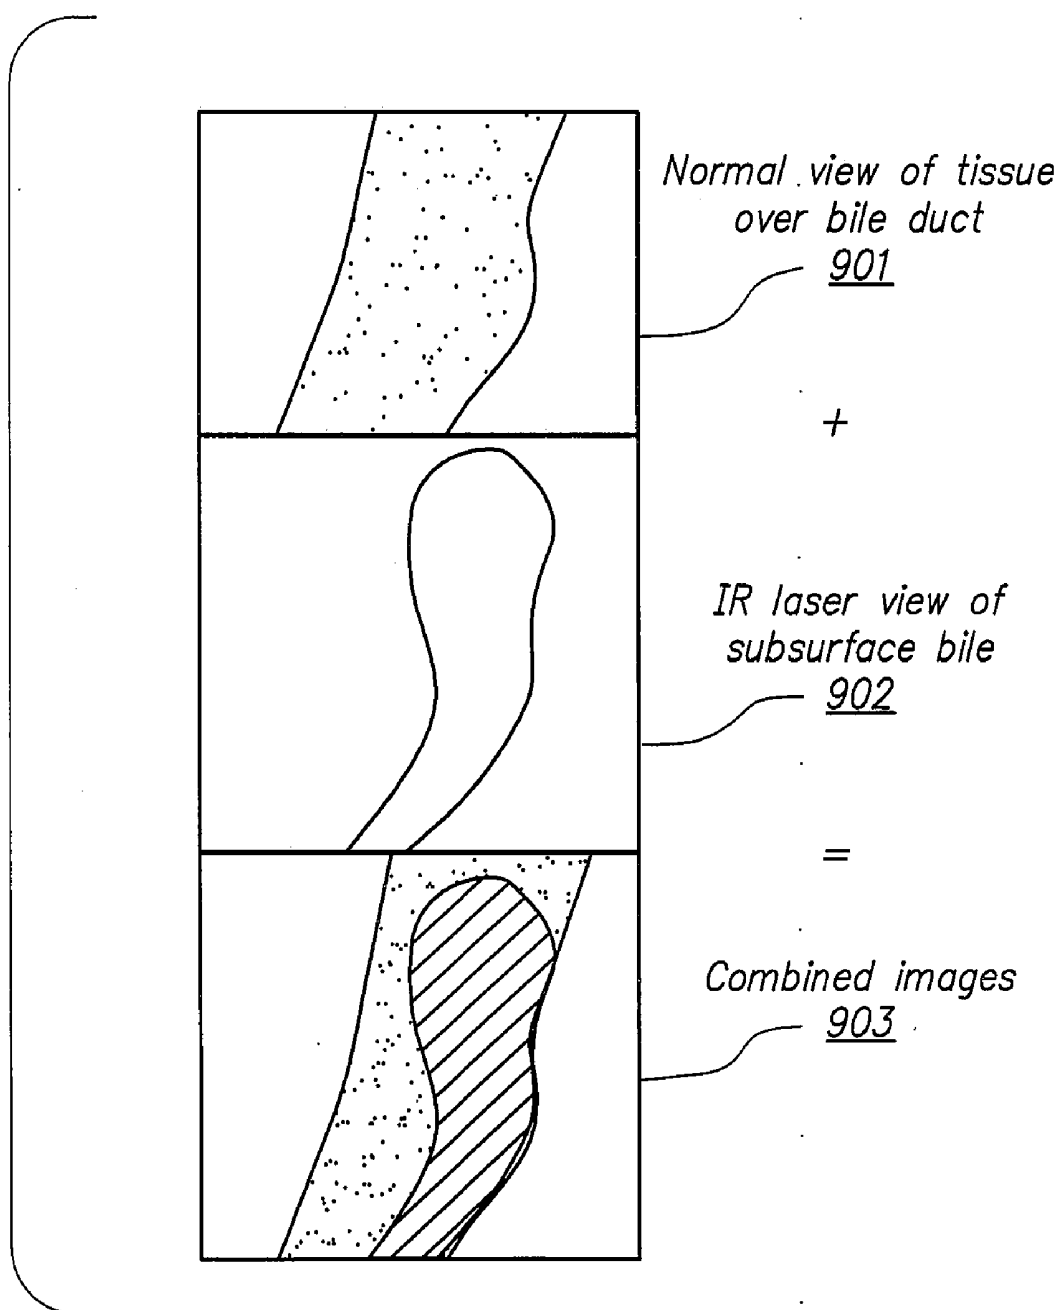 Normal view of tissue
over bile duct
901
+
IR laser view of
subsurface bile
902
=
Combined images
903